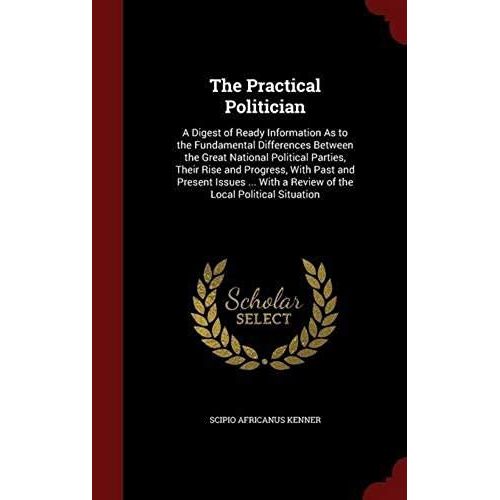 The Practical
Politician
A Digest of Ready Information As to
the Fundamental Differences Between
the Great National Political Parties,
Their Rise and Progress, With Past and
Present Issues ... With a Review of the
Local Political Situation
Scholar
SELECT
SCIPIO AFRICANUS KENNER